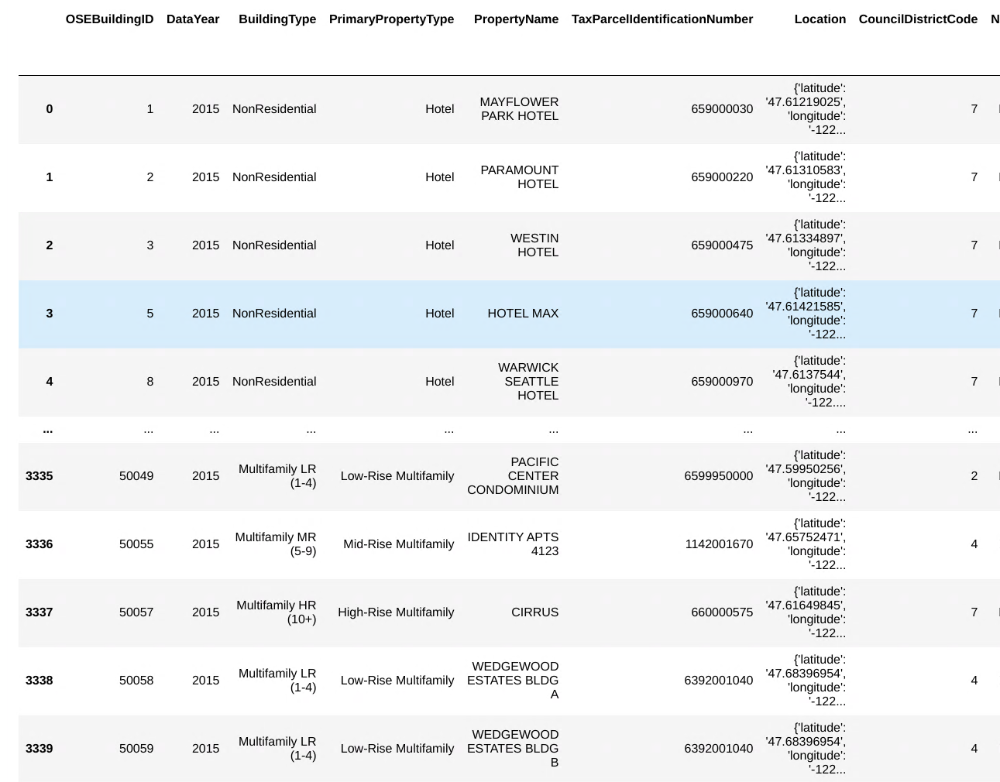 OSEBuildingID DataYear BuildingType PrimaryPropertyType PropertyName TaxParcelIdentificationNumber Location CouncilDistrictCode N
0 1 2015 NonResidential Hotel MAYFLOWER PARK HOTEL 659000030 {'latitude': '47.61219025', 'longitude': '-122... 7
1 2 2015 NonResidential Hotel PARAMOUNT HOTEL 659000220 {'latitude': '47.61310583', 'longitude': '-122... 7
2 3 2015 NonResidential Hotel WESTIN HOTEL 659000475 {'latitude': '47.61334897', 'longitude': '-122... 7
3 5 2015 NonResidential Hotel HOTEL MAX 659000640 {'latitude': '47.61421585', 'longitude': '-122... 7
4 8 2015 NonResidential Hotel WARWICK SEATTLE HOTEL 659000970 {'latitude': '47.6137544', 'longitude': '-122.... 7
... ... ... ... ... ... ... ... ...
3335 50049 2015 Multifamily LR (1-4) Low-Rise Multifamily PACIFIC CENTER CONDOMINIUM 6599950000 {'latitude': '47.59950256', 'longitude': '-122... 2
3336 50055 2015 Multifamily MR (5-9) Mid-Rise Multifamily IDENTITY APTS 4123 1142001670 {'latitude': '47.65752471', 'longitude': '-122... 4
3337 50057 2015 Multifamily HR (10+) High-Rise Multifamily CIRRUS 660000575 {'latitude': '47.61649845', 'longitude': '-122... 7
3338 50058 2015 Multifamily LR (1-4) Low-Rise Multifamily WEDGEWOOD ESTATES BLDG A 6392001040 {'latitude': '47.68396954', 'longitude': '-122... 4
3339 50059 2015 Multifamily LR (1-4) Low-Rise Multifamily WEDGEWOOD ESTATES BLDG B 6392001040 {'latitude': '47.68396954', 'longitude': '-122... 4